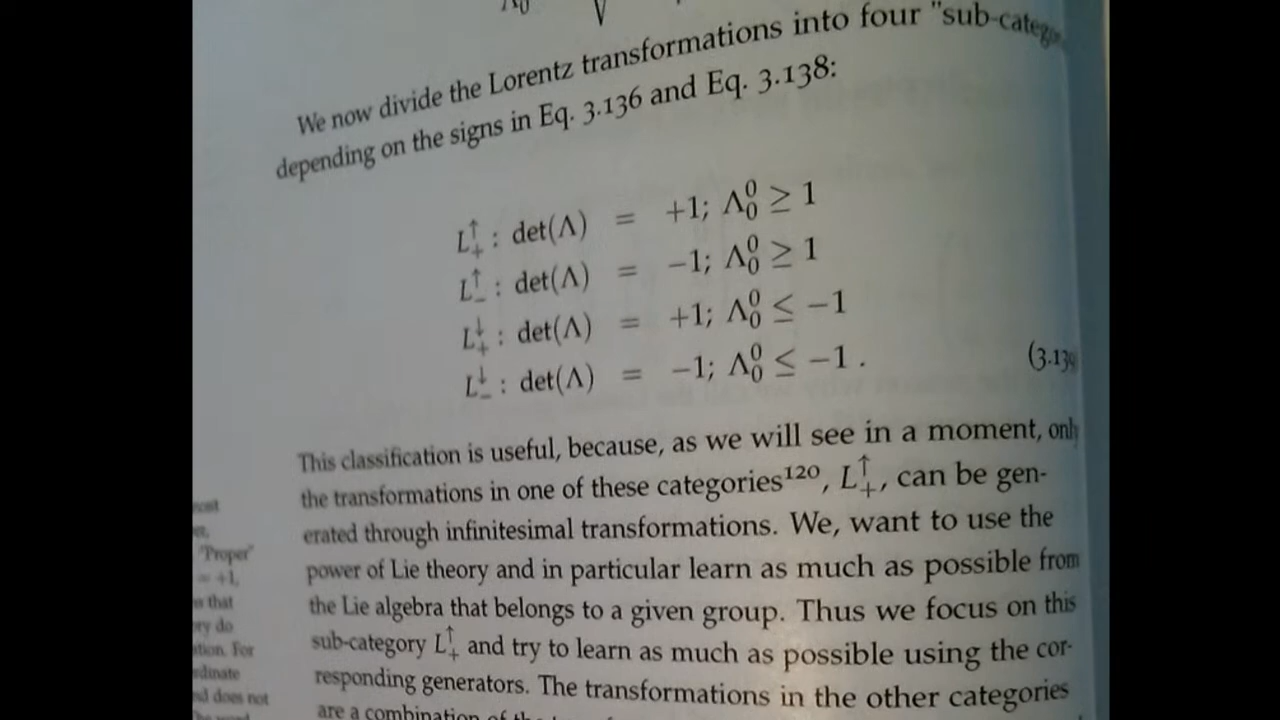 We now divide the Lorentz transformations into four "sub-catego
depending on the signs in Eq. 3.136 and Eq. 3.138:
L↑+ : det(Λ) = +1; Λ00 ≥ 1
L↑− : det(Λ) = −1; Λ00 ≥ 1
L↓+ : det(Λ) = +1; Λ00 ≤ −1
L↓− : det(Λ) = −1; Λ00 ≤ −1 .
(3.139
This classification is useful, because, as we will see in a moment, only
the transformations in one of these categories120, L↑+, can be gen-
erated through infinitesimal transformations. We, want to use the
power of Lie theory and in particular learn as much as possible from
the Lie algebra that belongs to a given group. Thus we focus on this
sub-category L↑+ and try to learn as much as possible using the cor-
responding generators. The transformations in the other categories
are a combination of the
"Proper"
= +1,
that
do
For
does not